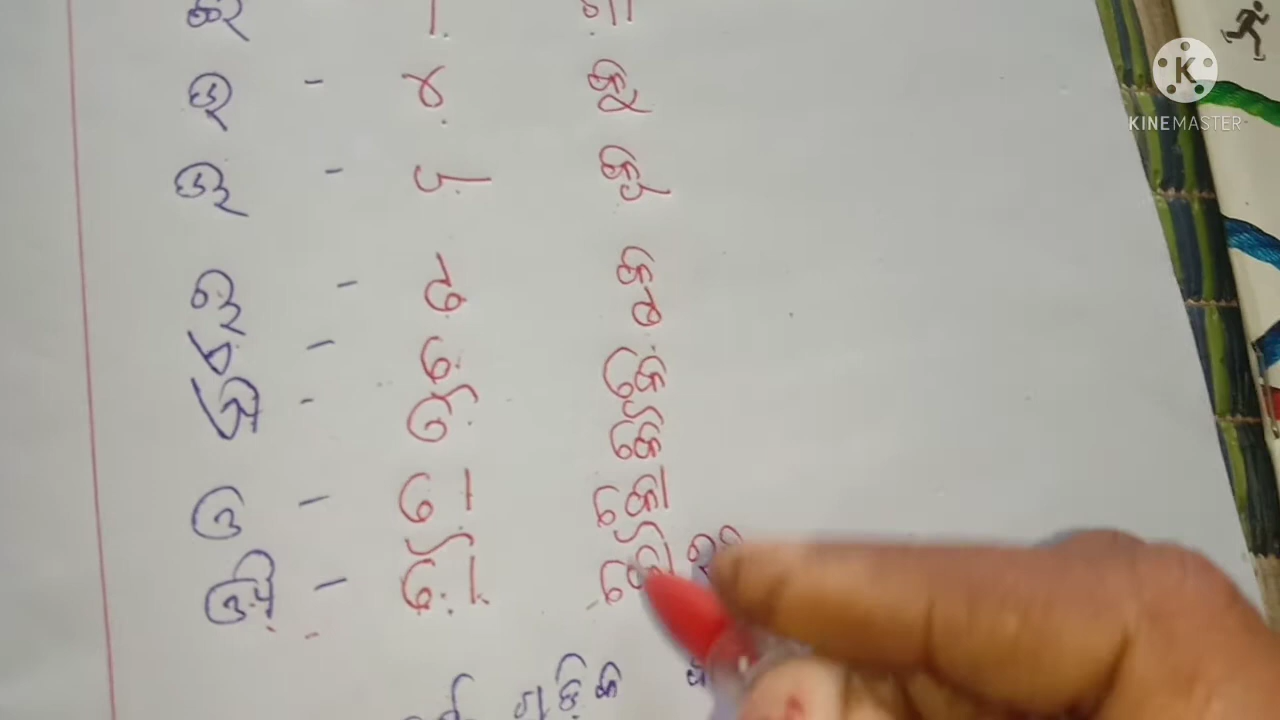 ଉ - ୁ କୁ
ଊ - ୂ କୂ
ଋ - ୃ କୃ
ଏ - େ କେ
ଐ - ୈ କୈ
ଓ - ୋ କୋ
ଔ - ୌ କୌ
KINEMASTER